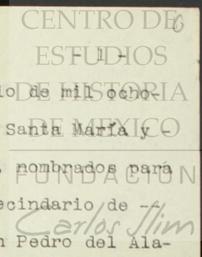 CENTRO DE
6
ESTUDIOS
- 1 -
DE HISTORIA
io de mil ocho-
DE MEXICO
Santa María y -
, nombrados para
FUNDACIÓN
ecindario de --
Carlos Slim
n Pedro del Ala-